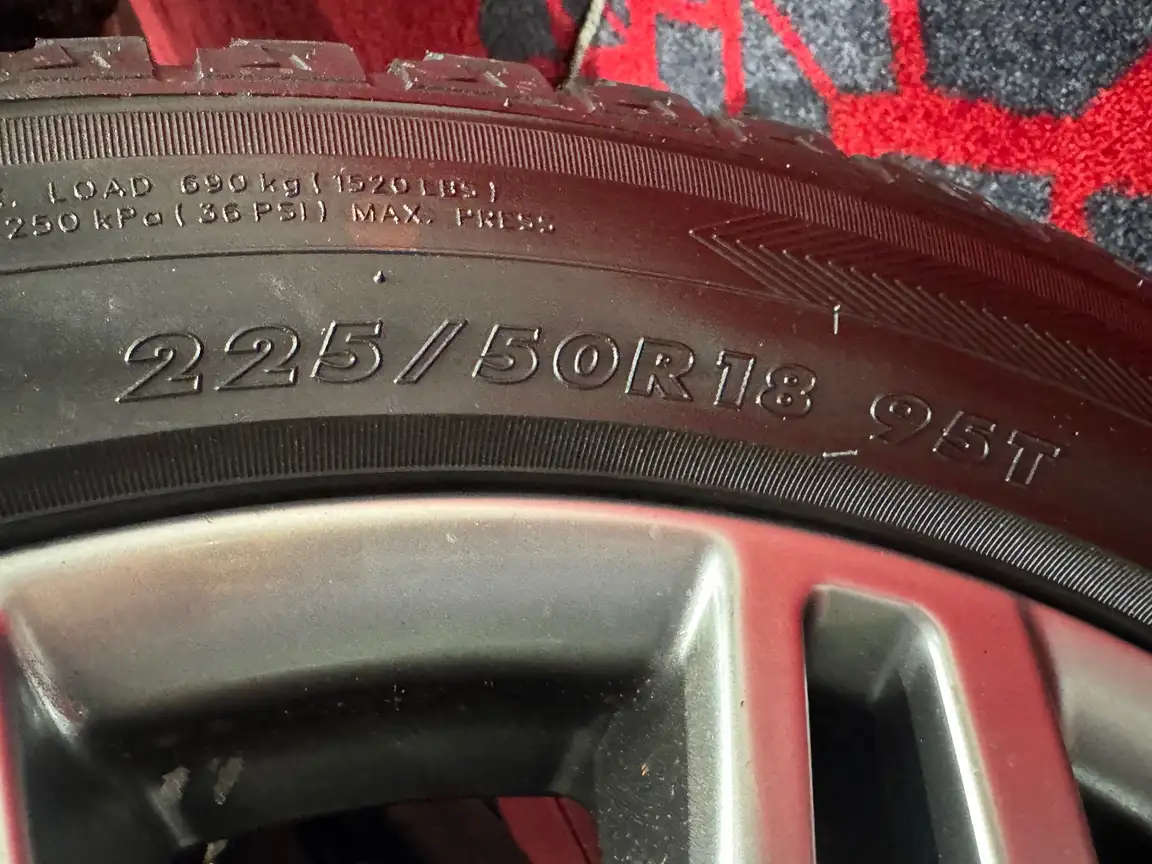 . LOAD 690 kg ( 1520 LBS )
250 kPa ( 36 PSI ) MAX. PRESS
225/50R18 95T